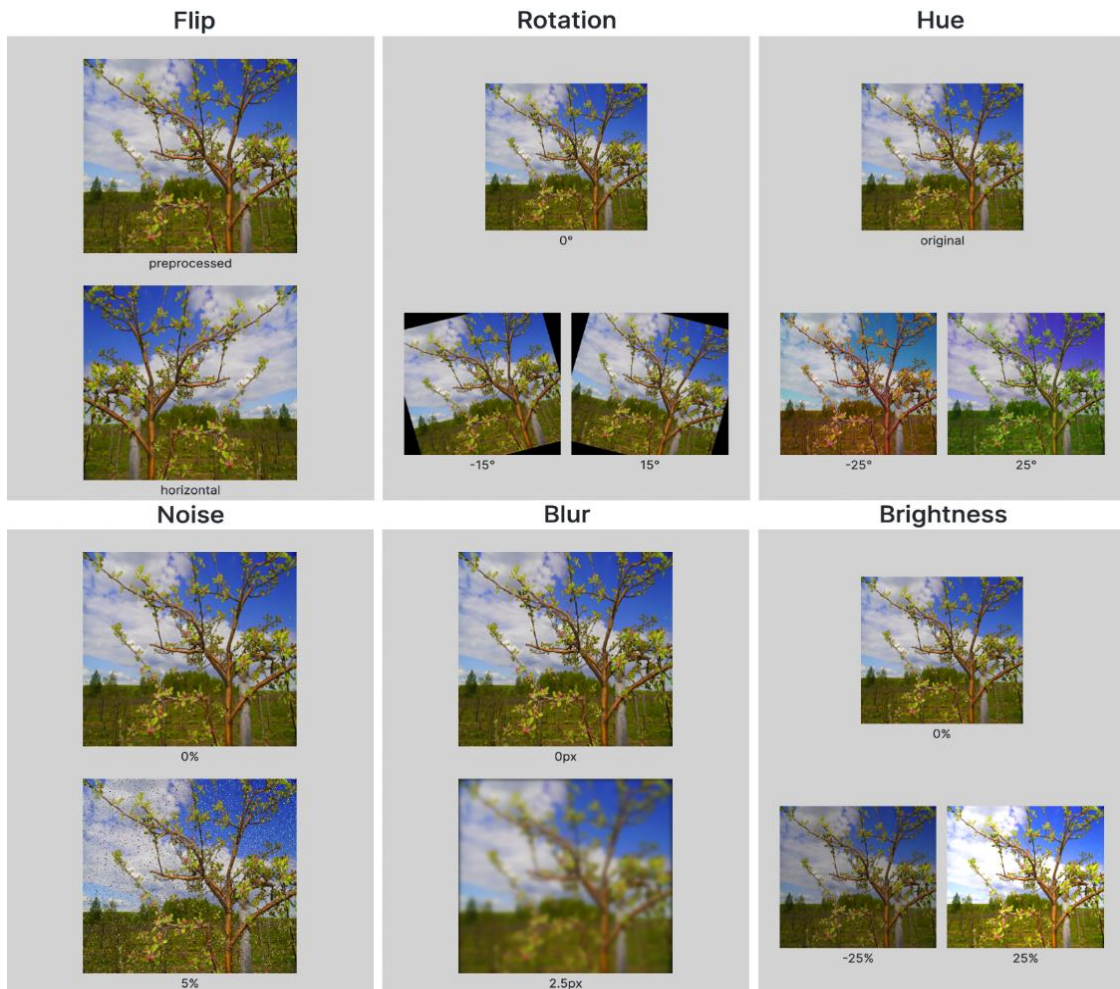 Flip
Rotation
Hue
preprocessed
0°
original
horizontal
-15°
15°
-25°
25°
Noise
Blur
Brightness
0%
0px
0%
5%
2.5px
-25%
25%